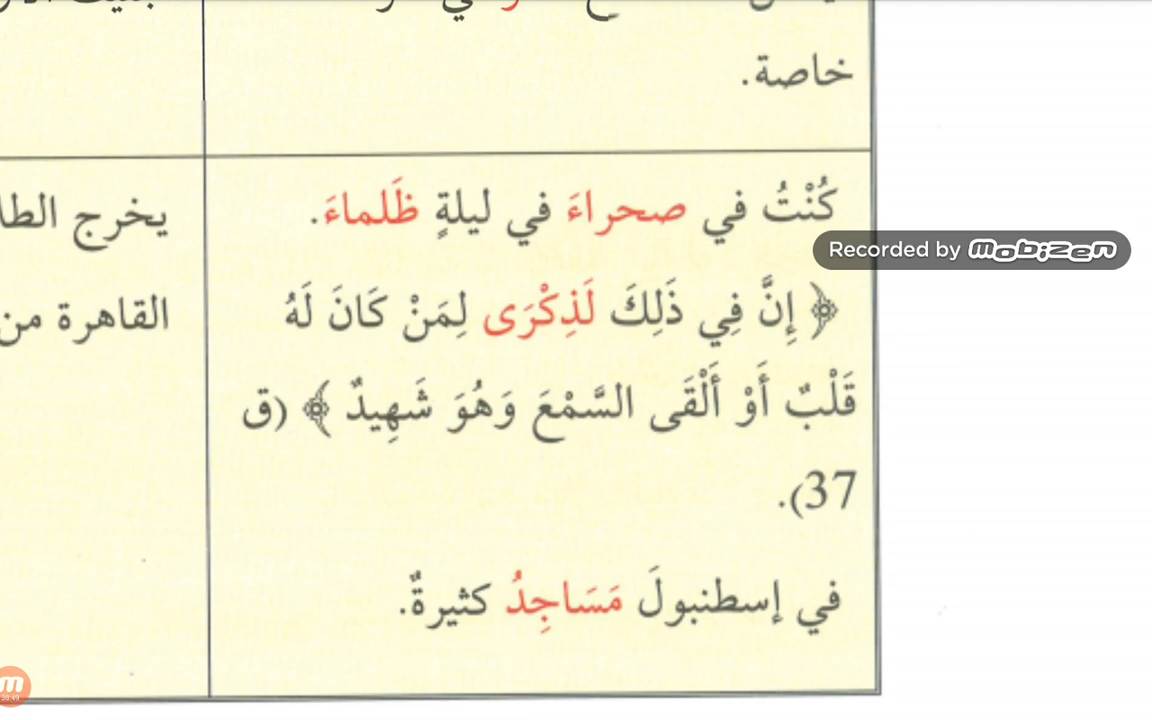 خاصة.
كُنْتُ في صحراءَ في ليلةٍ ظَلماءَ.
يخرج
Recorded by mobizen
﴿ إِنَّ فِي ذَلِكَ لَذِكْرَى لِمَنْ كَانَ لَهُ
القاهرة من
قَلْبٌ أَوْ أَلْقَى السَّمْعَ وَهُوَ شَهِيدٌ ﴾ (ق
37).
في إسطنبولَ مَسَاجِدُ كثيرةٌ.